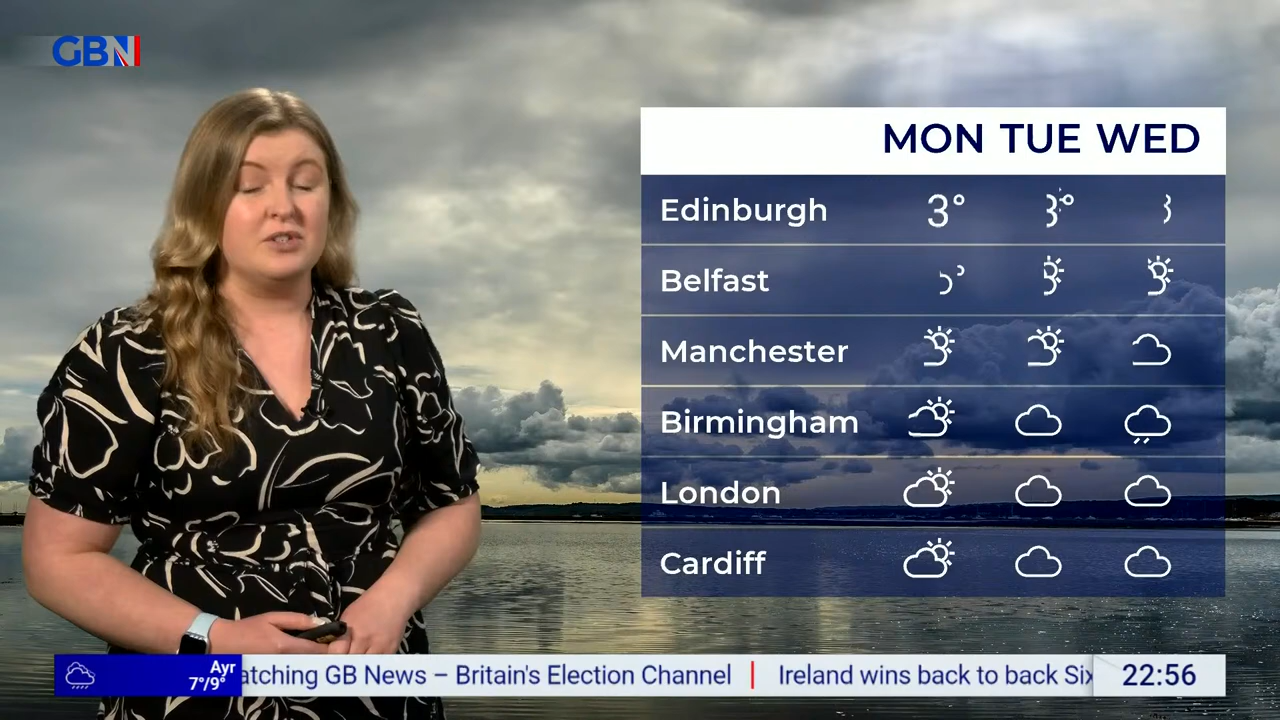 GBN
MON TUE WED
Edinburgh 3°
Belfast
Manchester
Birmingham
London
Cardiff
Ayr
7°/9°
atching GB News – Britain's Election Channel | Ireland wins back to back Six
22:56